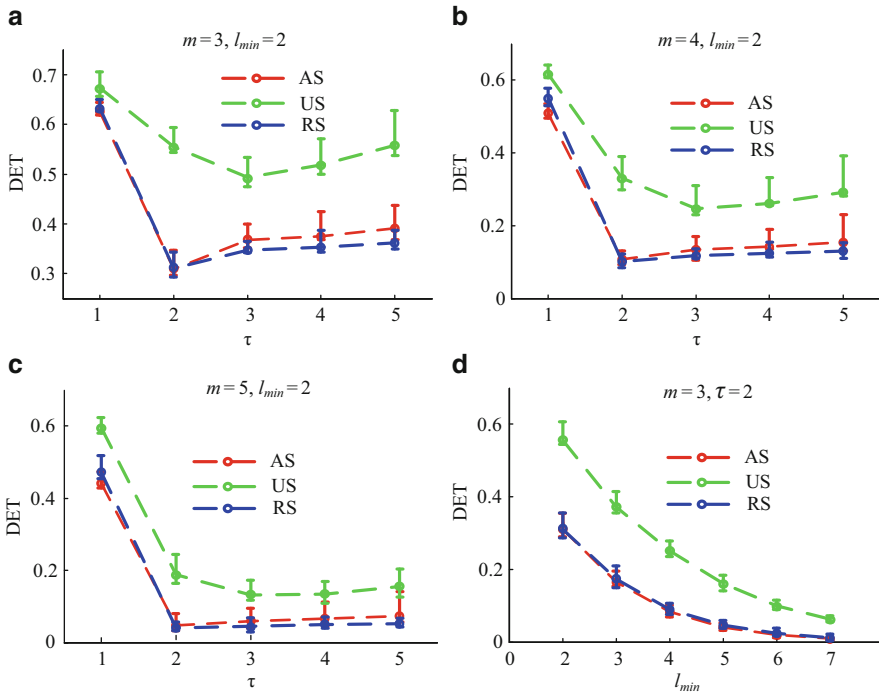 a
m=3, l_min=2
0.7
0.6
0.5
0.4
0.3
DET
AS
US
RS
1 2 3 4 5
τ
b
m=4, l_min=2
0.6
0.4
0.2
0
DET
AS
US
RS
1 2 3 4 5
τ
c
m=5, l_min=2
0.6
0.4
0.2
0
DET
AS
US
RS
1 2 3 4 5
τ
d
m=3, τ=2
0.6
0.4
0.2
0
DET
AS
US
RS
0 2 3 4 5 6 7
l_min